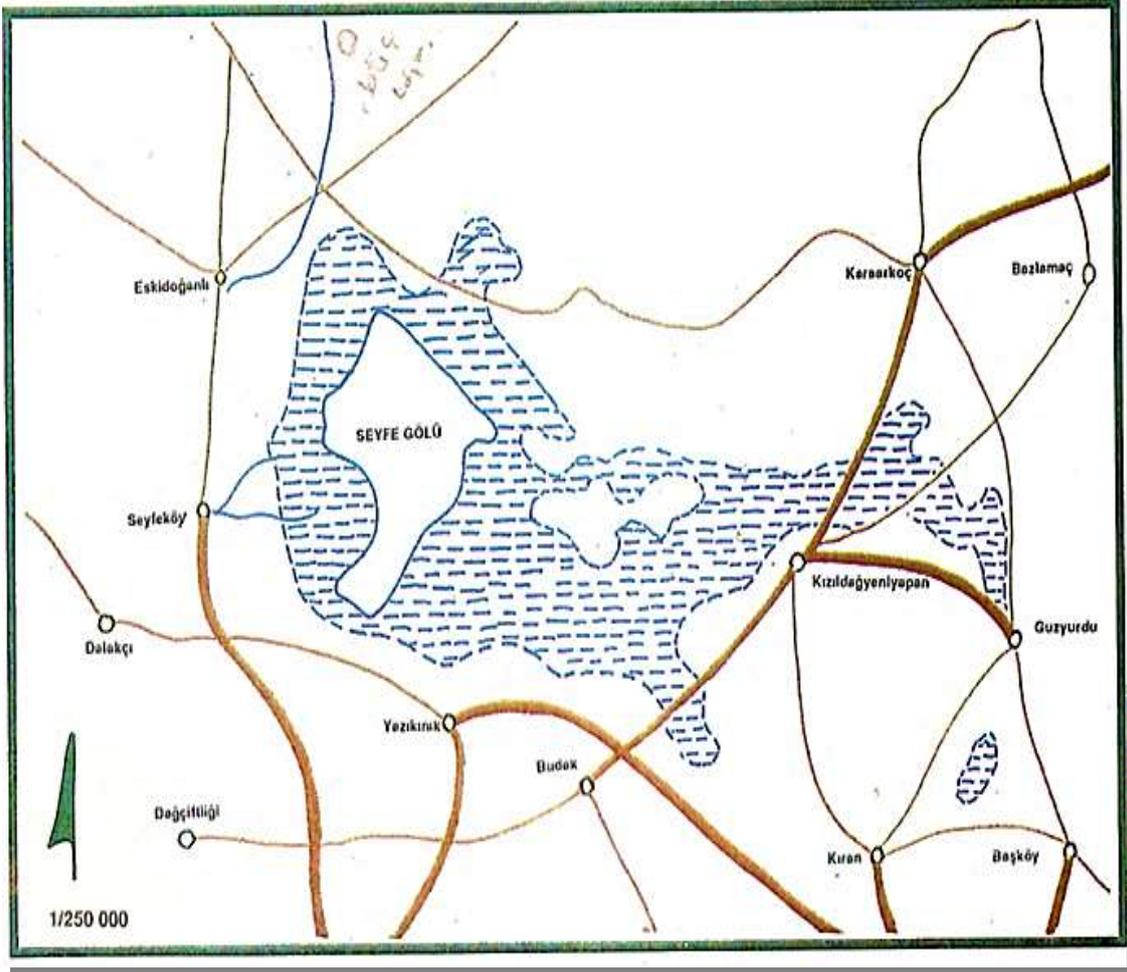 Eskidoğanlı
Karaarkoç
Bazlamaç
SEYFE GÖLÜ
Seyfeköy
Kızıldağyeniyapan
Dalakçı
Guzyurdu
Yazıkınık
Budak
Dağçiftliği
Kıran
Başköy
1/250 000